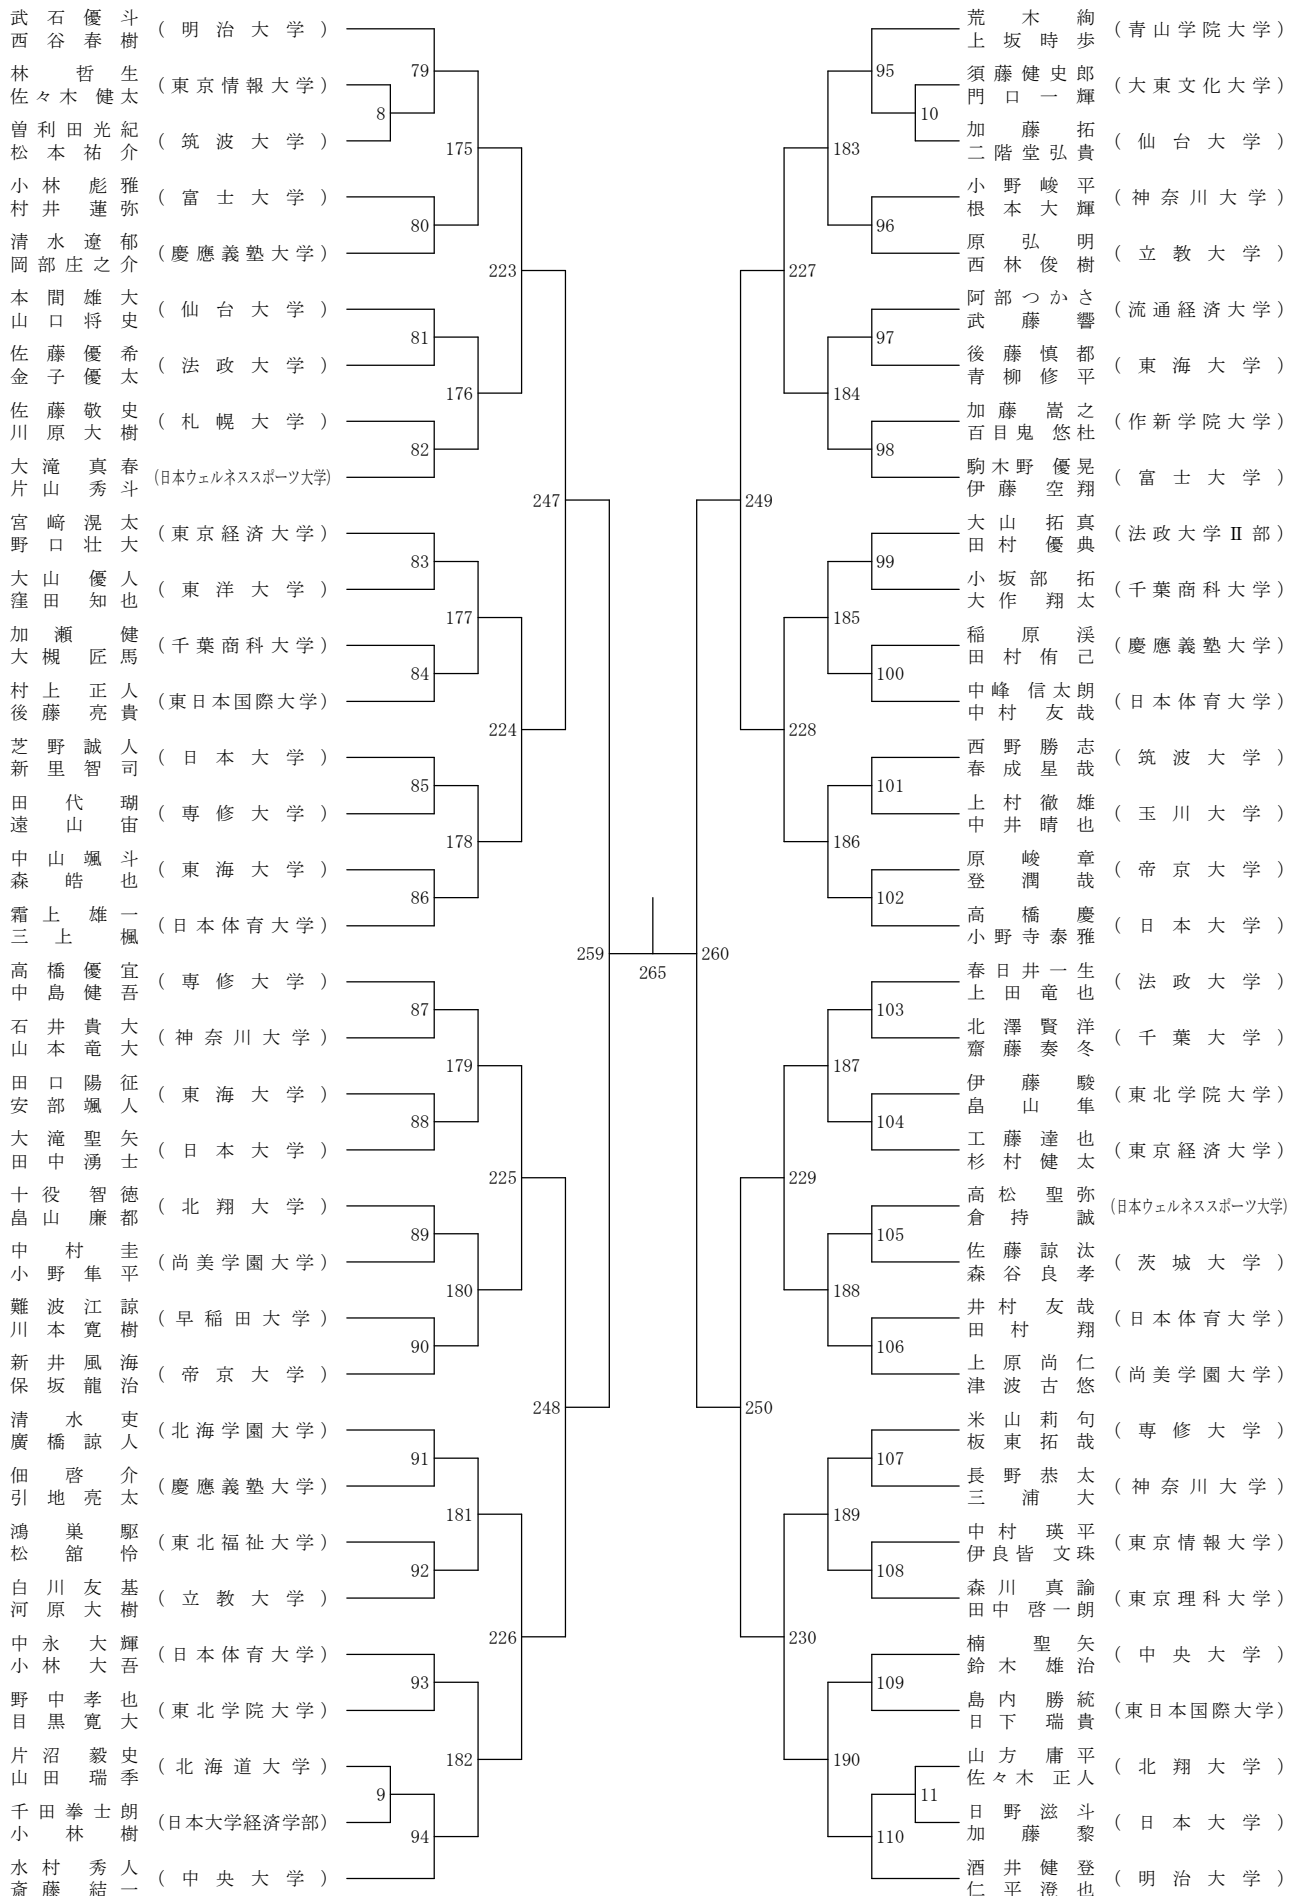 武石優斗
西谷春樹
(明治大学)
林哲生
佐々木健太
(東京情報大学)
曽利田光紀
松本祐介
(筑波大学)
小林彪雅
村井蓮弥
(富士大学)
清水遼郁
岡部庄之介
(慶應義塾大学)
本間雄大
山口将史
(仙台大学)
佐藤優希
金子優太
(法政大学)
佐藤敬史
川原大樹
(札幌大学)
大滝真春
片山秀斗
(日本ウェルネススポーツ大学)
宮﨑滉太
野口壮大
(東京経済大学)
大山優人
窪田知也
(東洋大学)
加瀬健
大槻匠馬
(千葉商科大学)
村上正人
後藤亮貴
(東日本国際大学)
芝野誠人
新里智司
(日本大学)
田代瑚
遠山宙
(専修大学)
中山颯斗
森皓也
(東海大学)
霜上雄一
三上楓
(日本体育大学)
高橋優宜
中島健吾
(専修大学)
石井貴大
山本竜大
(神奈川大学)
田口陽征
安部颯人
(東海大学)
大滝聖矢
田中湧士
(日本大学)
十役智徳
畠山廉都
(北翔大学)
中村圭
小野隼平
(尚美学園大学)
難波江諒
川本寛樹
(早稲田大学)
新井風海
保坂龍治
(帝京大学)
清水吏
廣橋諒人
(北海学園大学)
佃啓介
引地亮太
(慶應義塾大学)
鴻巣駆
松舘怜
(東北福祉大学)
白川友基
河原大樹
(立教大学)
中永大輝
小林大吾
(日本体育大学)
野中孝也
目黒寛大
(東北学院大学)
片沼毅史
山田瑞季
(北海道大学)
千田拳士朗
小林樹
(日本大学経済学部)
水村秀人
斎藤結一
(中央大学)
8
9
79
80
81
82
83
84
85
86
87
88
89
90
91
92
93
94
175
176
177
178
179
180
181
182
223
224
225
226
247
248
259
265
260
249
250
227
228
229
230
183
184
185
186
187
188
189
190
95
96
97
98
99
100
101
102
103
104
105
106
107
108
109
110
10
11
荒木絢
上坂時歩
(青山学院大学)
須藤健史郎
門口一輝
(大東文化大学)
加藤拓
二階堂弘貴
(仙台大学)
小野峻平
根本大輝
(神奈川大学)
原弘明
西林俊樹
(立教大学)
阿部つかさ
武藤響
(流通経済大学)
後藤慎都
青柳修平
(東海大学)
加藤嵩之
百目鬼悠杜
(作新学院大学)
駒木野優晃
伊藤空翔
(富士大学)
大山拓真
田村優典
(法政大学Ⅱ部)
小坂部拓
大作翔太
(千葉商科大学)
稲原渓
田村侑己
(慶應義塾大学)
中峰信太朗
中村友哉
(日本体育大学)
西野勝志
春成星哉
(筑波大学)
上村徹雄
中井晴也
(玉川大学)
原峻章
登潤哉
(帝京大学)
高橋慶
小野寺泰雅
(日本大学)
春日井一生
上田竜也
(法政大学)
北澤賢洋
齋藤奏冬
(千葉大学)
伊藤駿
畠山隼
(東北学院大学)
工藤達也
杉村健太
(東京経済大学)
高松聖弥
倉持誠
(日本ウェルネススポーツ大学)
佐藤諒汰
森谷良孝
(茨城大学)
井村友哉
田村翔
(日本体育大学)
上原尚仁
津波古悠
(尚美学園大学)
米山莉句
板東拓哉
(専修大学)
長野恭太
三浦大
(神奈川大学)
中村瑛平
伊良皆文珠
(東京情報大学)
森川真諭
田中啓一朗
(東京理科大学)
楠聖矢
鈴木雄治
(中央大学)
島内勝統
日下瑞貴
(東日本国際大学)
山方庸平
佐々木正人
(北翔大学)
日野滋斗
加藤黎
(日本大学)
酒井健登
仁平澄也
(明治大学)